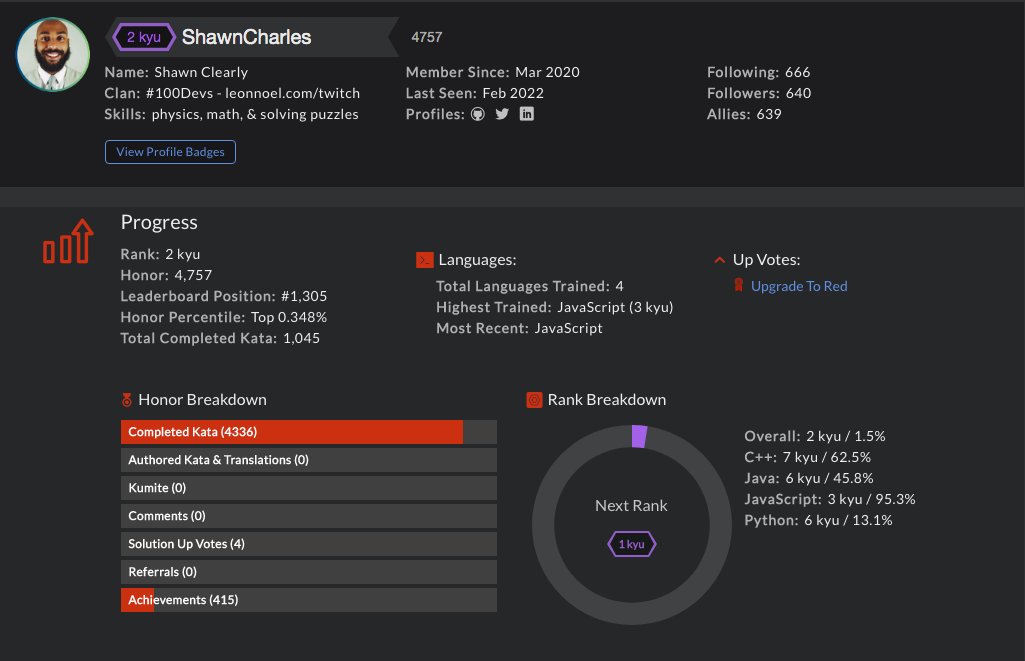 2 kyu ShawnCharles 4757
Name: Shawn Clearly
Clan: #100Devs - leonnoel.com/twitch
Skills: physics, math, & solving puzzles
Member Since: Mar 2020
Last Seen: Feb 2022
Profiles:
Following: 666
Followers: 640
Allies: 639
View Profile Badges
Progress
Rank: 2 kyu
Honor: 4,757
Leaderboard Position: #1,305
Honor Percentile: Top 0.348%
Total Completed Kata: 1,045
Languages:
Total Languages Trained: 4
Highest Trained: JavaScript (3 kyu)
Most Recent: JavaScript
Up Votes:
Upgrade To Red
Honor Breakdown
Completed Kata (4336)
Authored Kata & Translations (0)
Kumite (0)
Comments (0)
Solution Up Votes (4)
Referrals (0)
Achievements (415)
Rank Breakdown
Next Rank
1 kyu
Overall: 2 kyu / 1.5%
C++: 7 kyu / 62.5%
Java: 6 kyu / 45.8%
JavaScript: 3 kyu / 95.3%
Python: 6 kyu / 13.1%